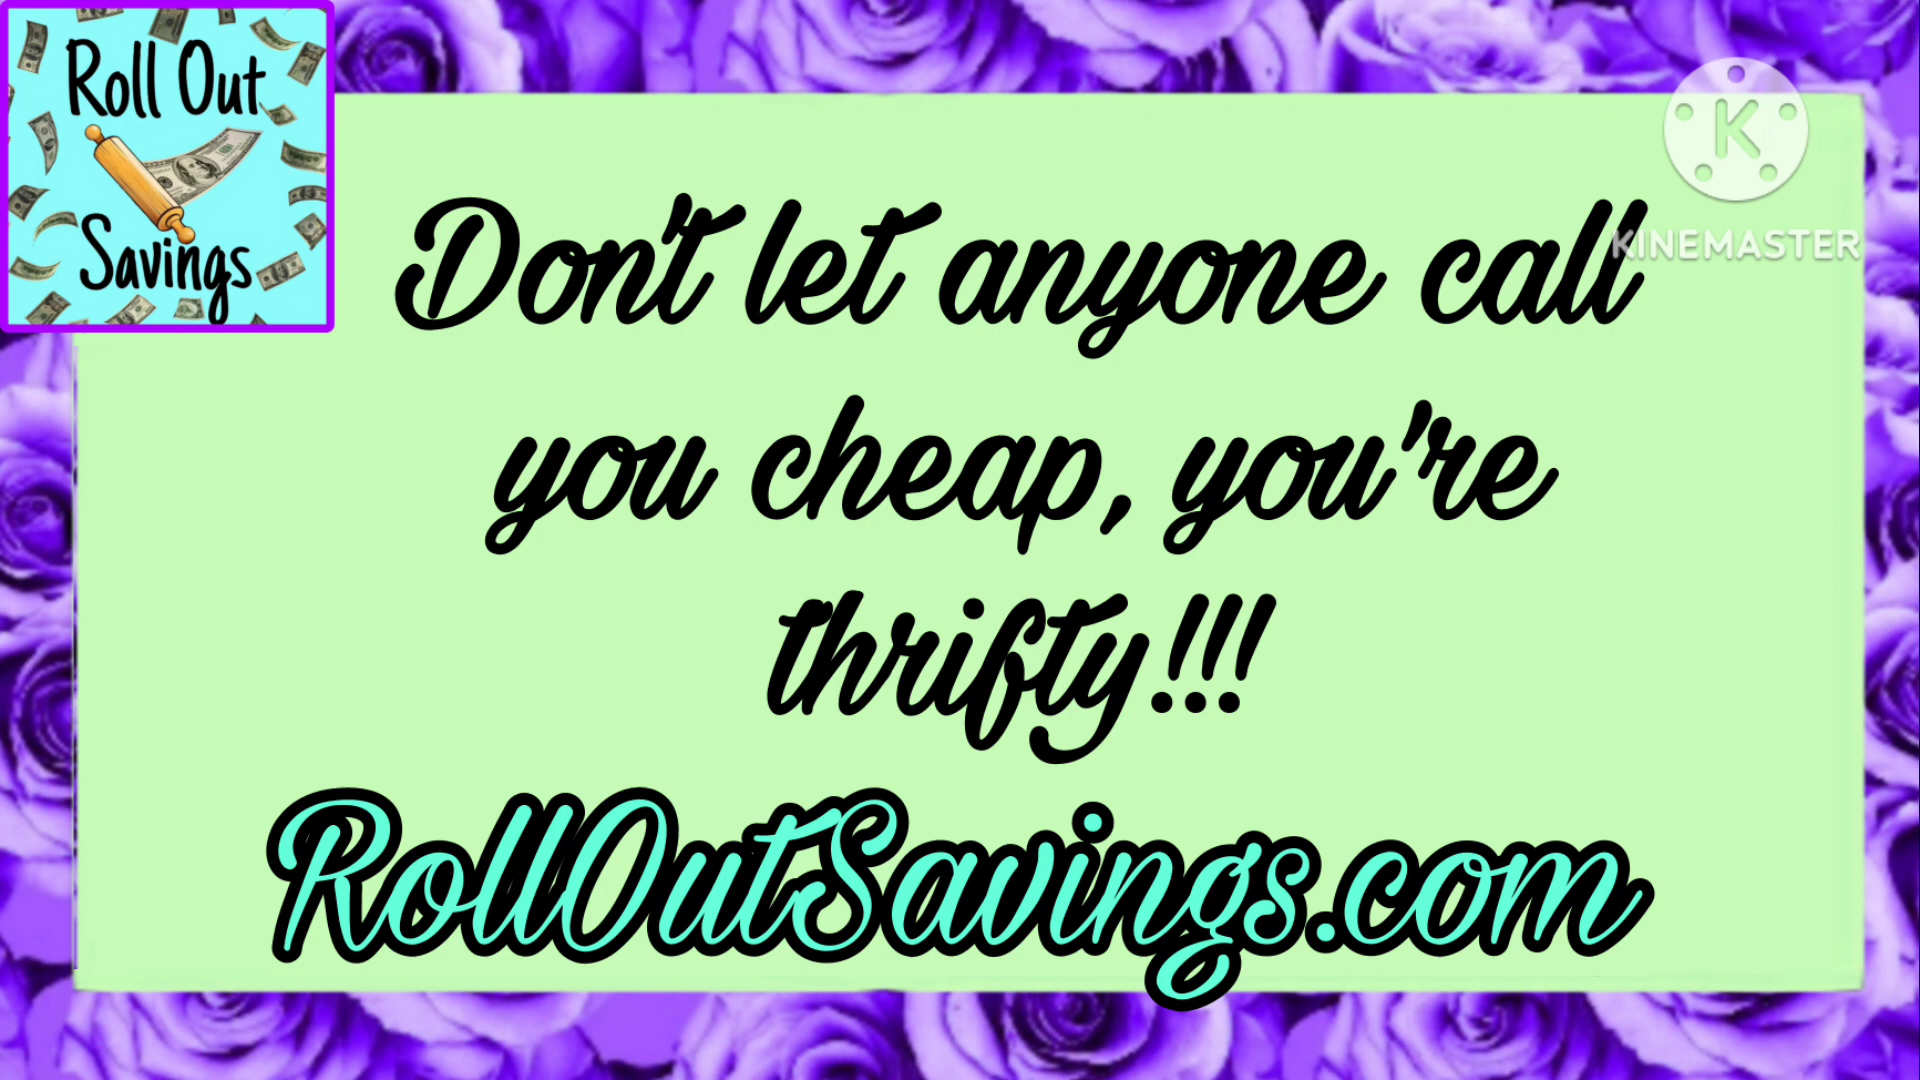 Roll Out
Savings
K
KINEMASTER
Don't let anyone call
you cheap, you're
thrifty!!!
RollOutSavings.com